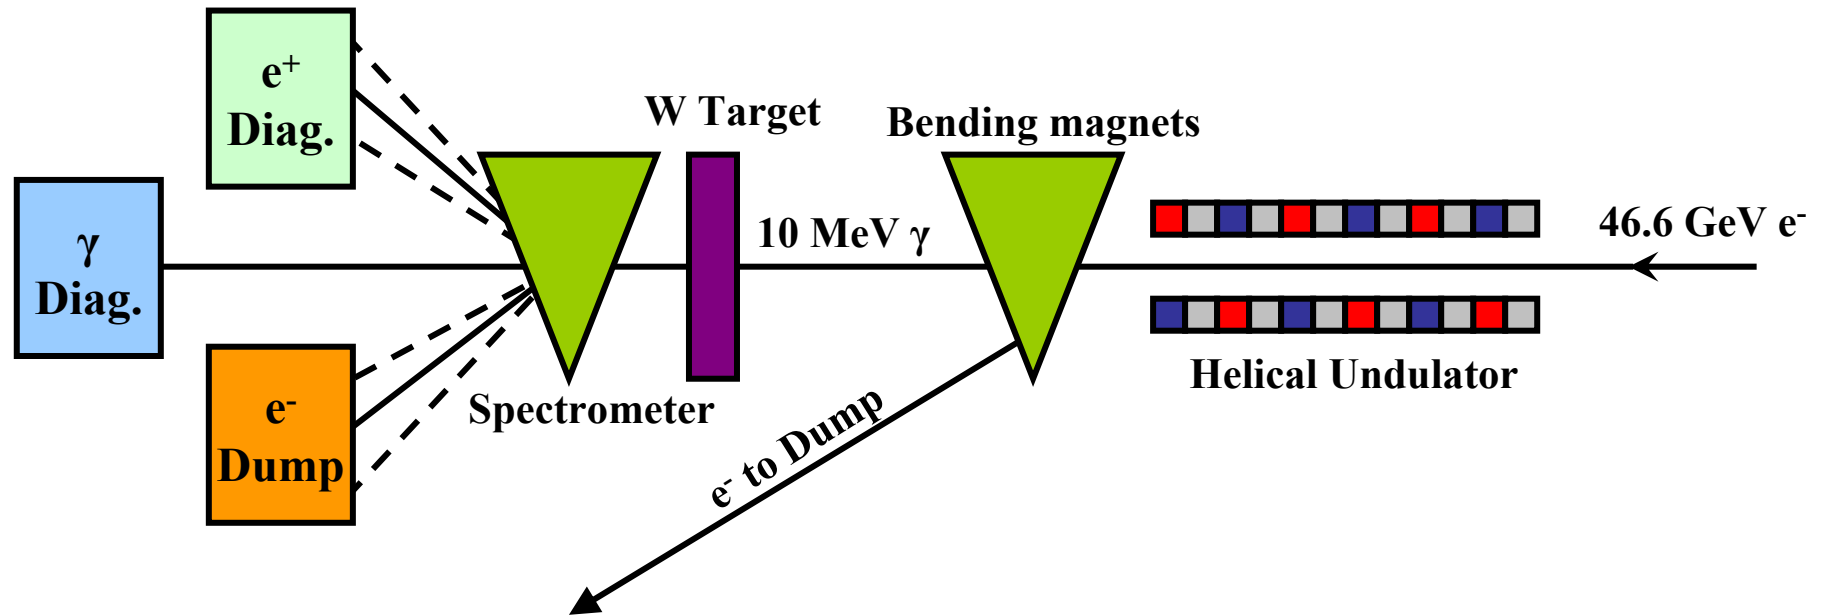 e⁺
Diag.
W Target
Bending magnets
γ
Diag.
10 MeV γ
46.6 GeV e⁻
e⁻
Dump
Spectrometer
e⁻ to Dump
Helical Undulator